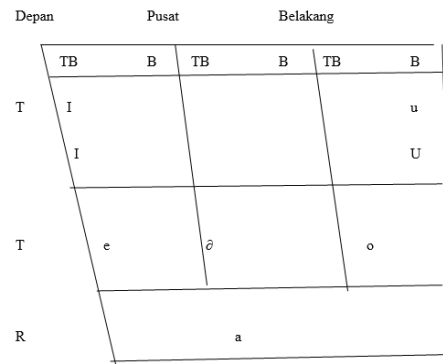 Depan Pusat Belakang
TB B TB B TB B
T I u
I U
T e ∂ o
R a